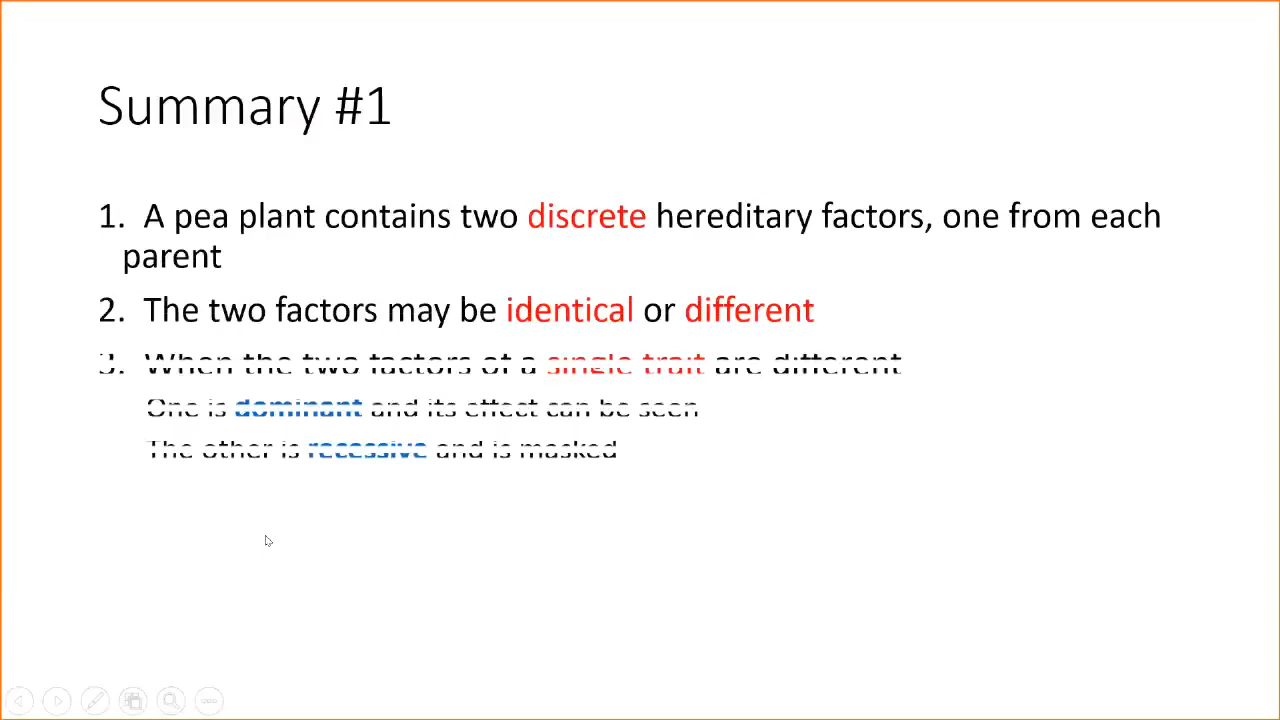 Summary #1
1. A pea plant contains two discrete hereditary factors, one from each
parent
2. The two factors may be identical or different
3. When the two factors of a single trait are different
One is dominant and its effect can be seen
The other is recessive and is masked